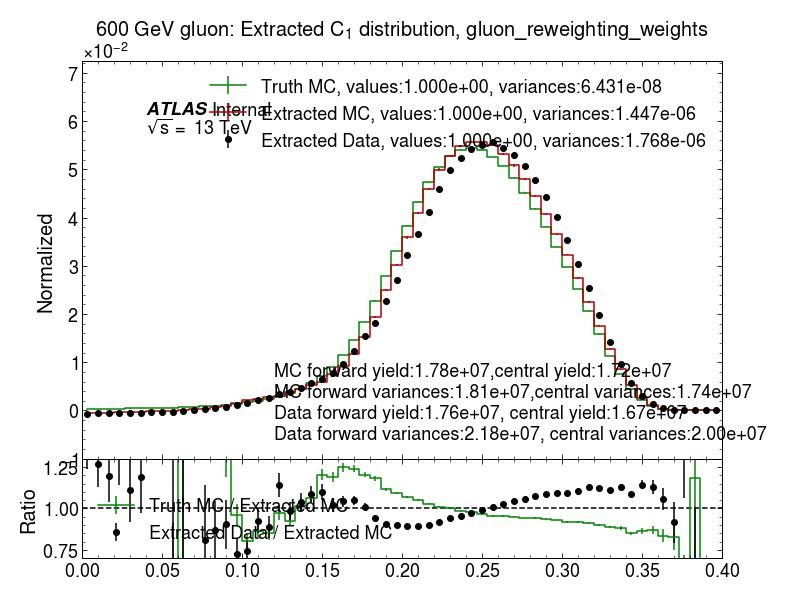 600 GeV gluon: Extracted C₁ distribution, gluon_reweighting_weights
×10⁻²
Truth MC, values:1.000e+00, variances:6.431e-08
ATLAS Internal
Extracted MC, values:1.000e+00, variances:1.447e-06
√s = 13 TeV
Extracted Data, values:1.000e+00, variances:1.768e-06
7
6
5
4
3
2
1
0
Normalized
MC forward yield:1.78e+07,central yield:1.72e+07
MC forward variances:1.81e+07,central variances:1.74e+07
Data forward yield:1.76e+07, central yield:1.67e+07
Data forward variances:2.18e+07, central variances:2.00e+07
1.25
1.00
0.75
Ratio
Truth MC / Extracted MC
Extracted Data / Extracted MC
0.00 0.05 0.10 0.15 0.20 0.25 0.30 0.35 0.40